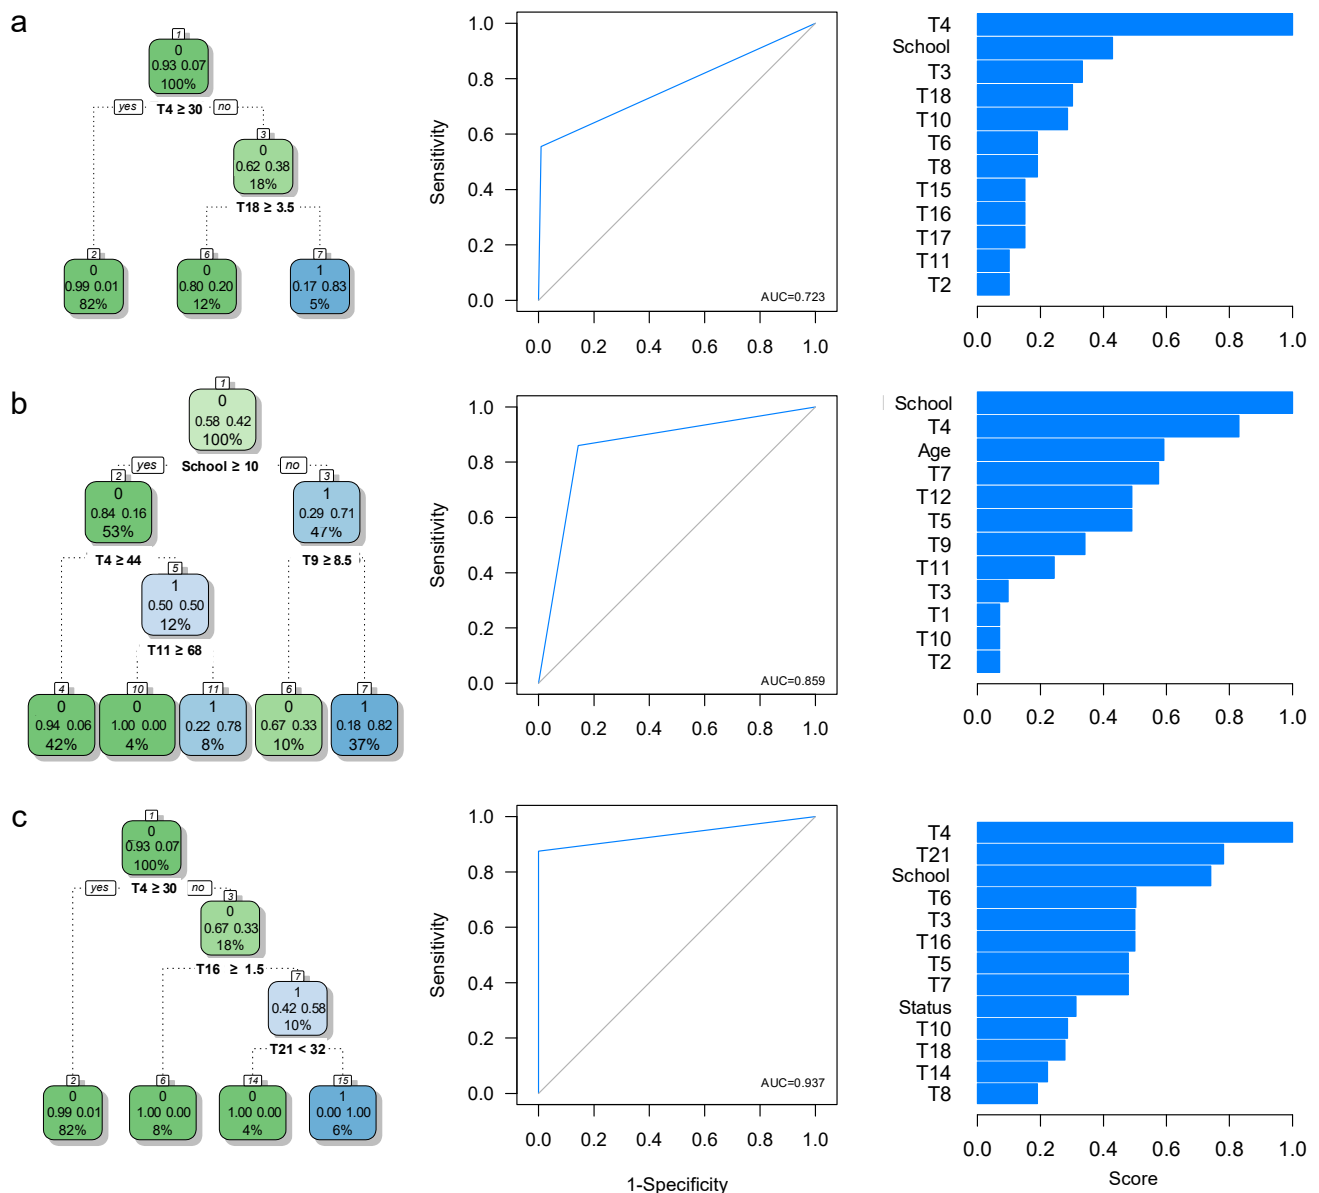 a
1
0
0.93 0.07
100%
yes T4 ≥ 30 no
3
0
0.62 0.38
18%
T18 ≥ 3.5
2 6 7
0 0 1
0.99 0.01 0.80 0.20 0.17 0.83
82% 12% 5%
Sensitivity
1.0
0.8
0.6
0.4
0.2
0.0
AUC=0.723
0.0 0.2 0.4 0.6 0.8 1.0
T4
School
T3
T18
T10
T6
T8
T15
T16
T17
T11
T2
0.0 0.2 0.4 0.6 0.8 1.0
b
1
0
0.58 0.42
100%
yes School ≥ 10 no
2 3
0 1
0.84 0.16 0.29 0.71
53% 47%
T4 ≥ 44 T9 ≥ 8.5
5
1
0.50 0.50
12%
T11 ≥ 68
4 10 11 6 7
0 0 1 0 1
0.94 0.06 1.00 0.00 0.22 0.78 0.67 0.33 0.18 0.82
42% 4% 8% 10% 37%
Sensitivity
1.0
0.8
0.6
0.4
0.2
0.0
AUC=0.859
0.0 0.2 0.4 0.6 0.8 1.0
School
T4
Age
T7
T12
T5
T9
T11
T3
T1
T10
T2
0.0 0.2 0.4 0.6 0.8 1.0
c
1
0
0.93 0.07
100%
yes T4 ≥ 30 no
3
0
0.67 0.33
18%
T16 ≥ 1.5
7
1
0.42 0.58
10%
T21 < 32
2 6 14 15
0 0 0 1
0.99 0.01 1.00 0.00 1.00 0.00 0.00 1.00
82% 8% 4% 6%
Sensitivity
1.0
0.8
0.6
0.4
0.2
0.0
AUC=0.937
0.0 0.2 0.4 0.6 0.8 1.0
1-Specificity
T4
T21
School
T6
T3
T16
T5
T7
Status
T10
T18
T14
T8
0.0 0.2 0.4 0.6 0.8 1.0
Score